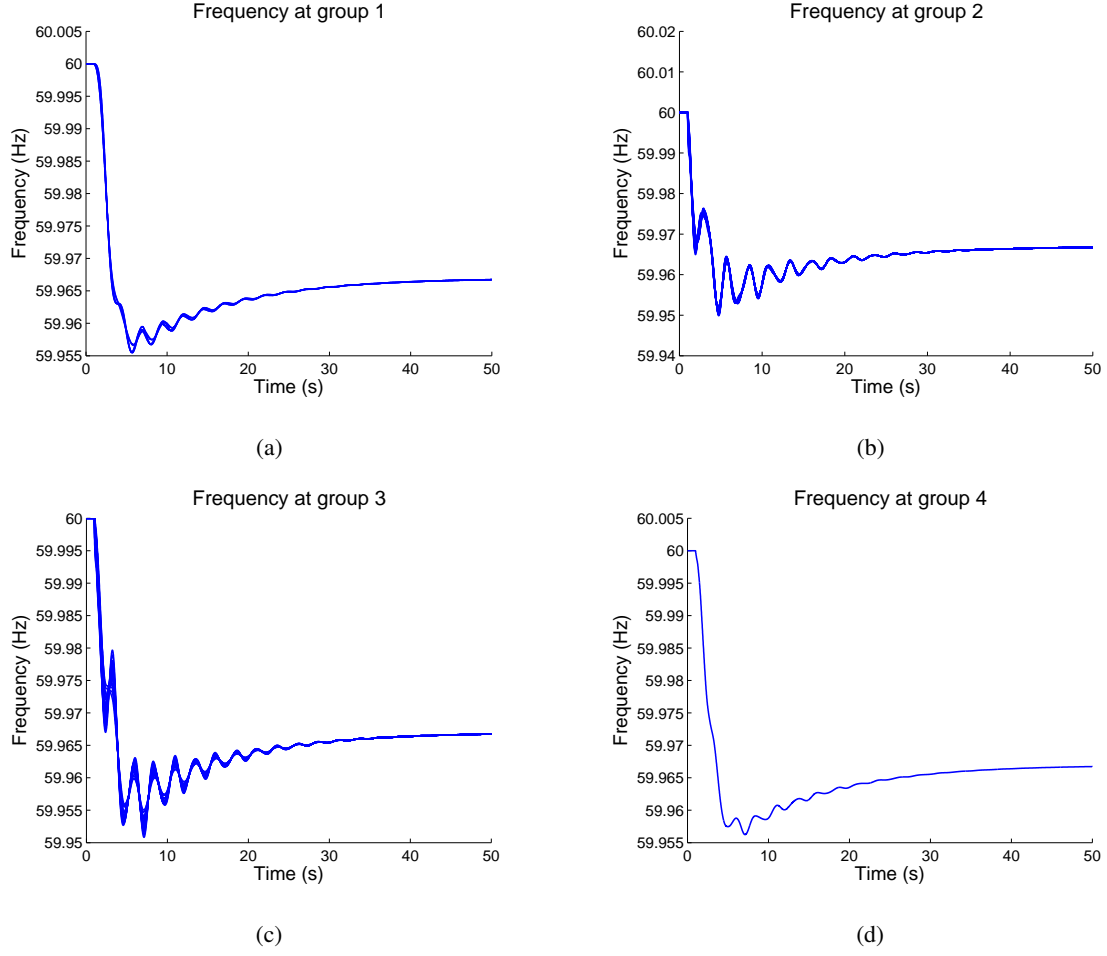 Frequency at group 1
60.005
60
59.995
59.99
59.985
59.98
59.975
59.97
59.965
59.96
59.955
Frequency (Hz)
0 10 20 30 40 50
Time (s)
(a)
Frequency at group 2
60.02
60.01
60
59.99
59.98
59.97
59.96
59.95
59.94
Frequency (Hz)
0 10 20 30 40 50
Time (s)
(b)
Frequency at group 3
60
59.995
59.99
59.985
59.98
59.975
59.97
59.965
59.96
59.955
59.95
Frequency (Hz)
0 10 20 30 40 50
Time (s)
(c)
Frequency at group 4
60.005
60
59.995
59.99
59.985
59.98
59.975
59.97
59.965
59.96
59.955
Frequency (Hz)
0 10 20 30 40 50
Time (s)
(d)